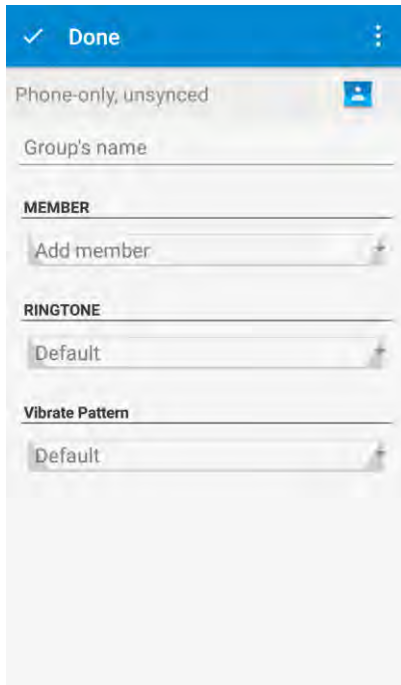 Done
Phone-only, unsynced
Group's name
MEMBER
Add member
RINGTONE
Default
Vibrate Pattern
Default